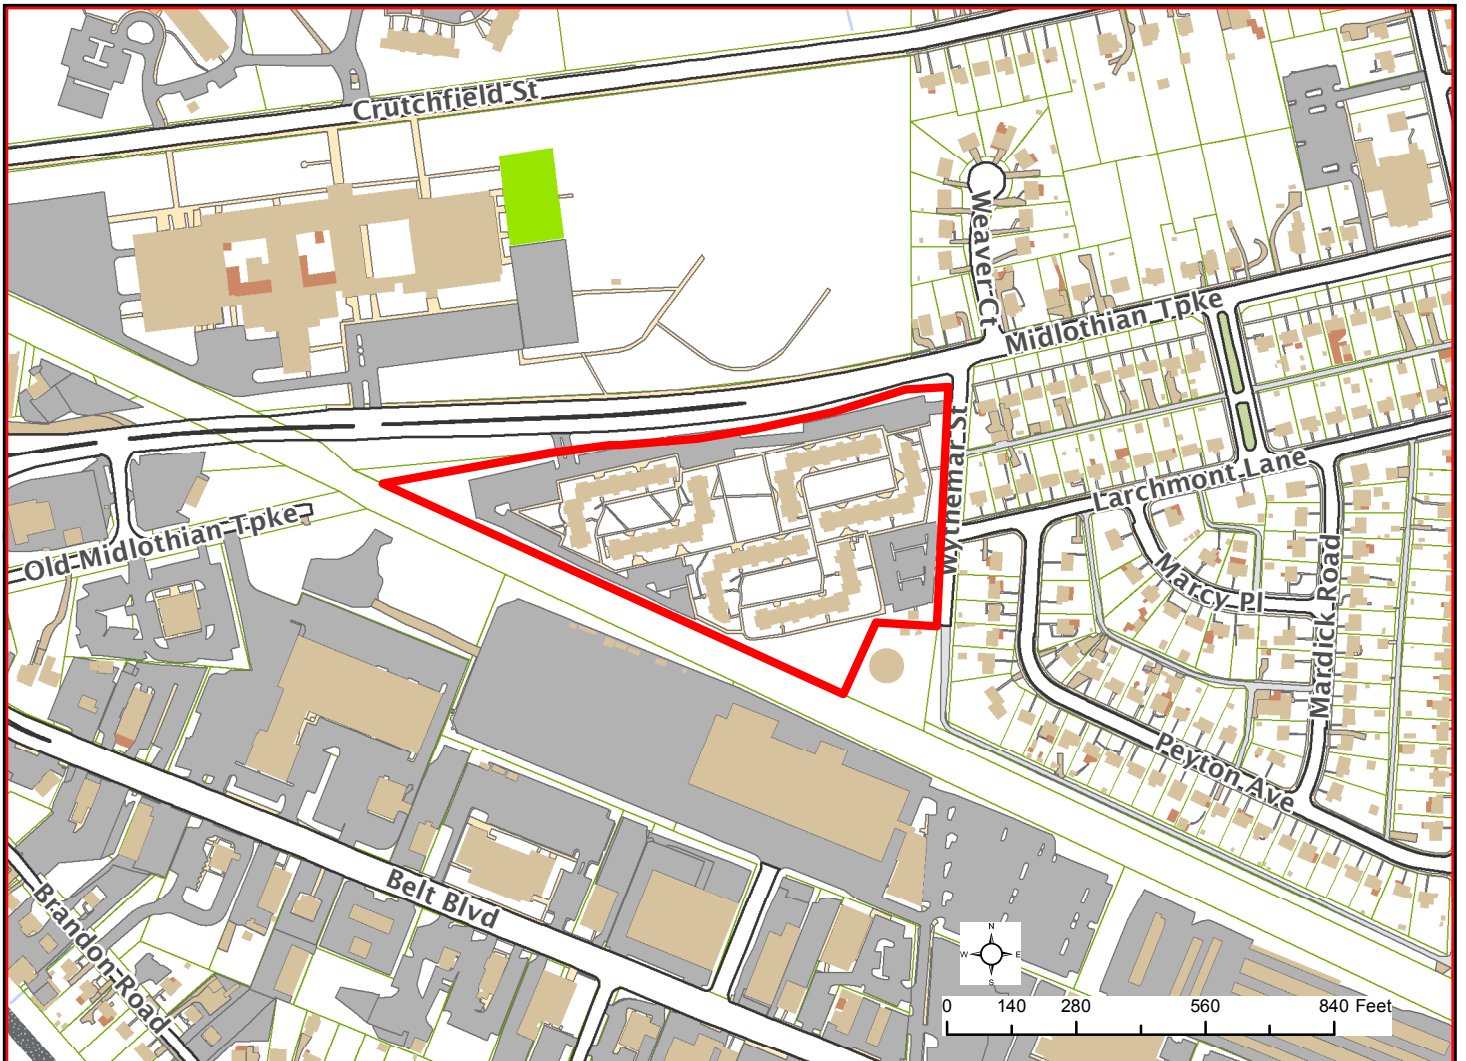 Crutchfield St
Weaver Ct
Midlothian Tpke
Wythemar St
Larchmont Lane
Old Midlothian Tpke
Marcy Pl
Mardick Road
Peyton Ave
Belt Blvd
Brandon Road
N
W E
S
0 140 280 560 840 Feet